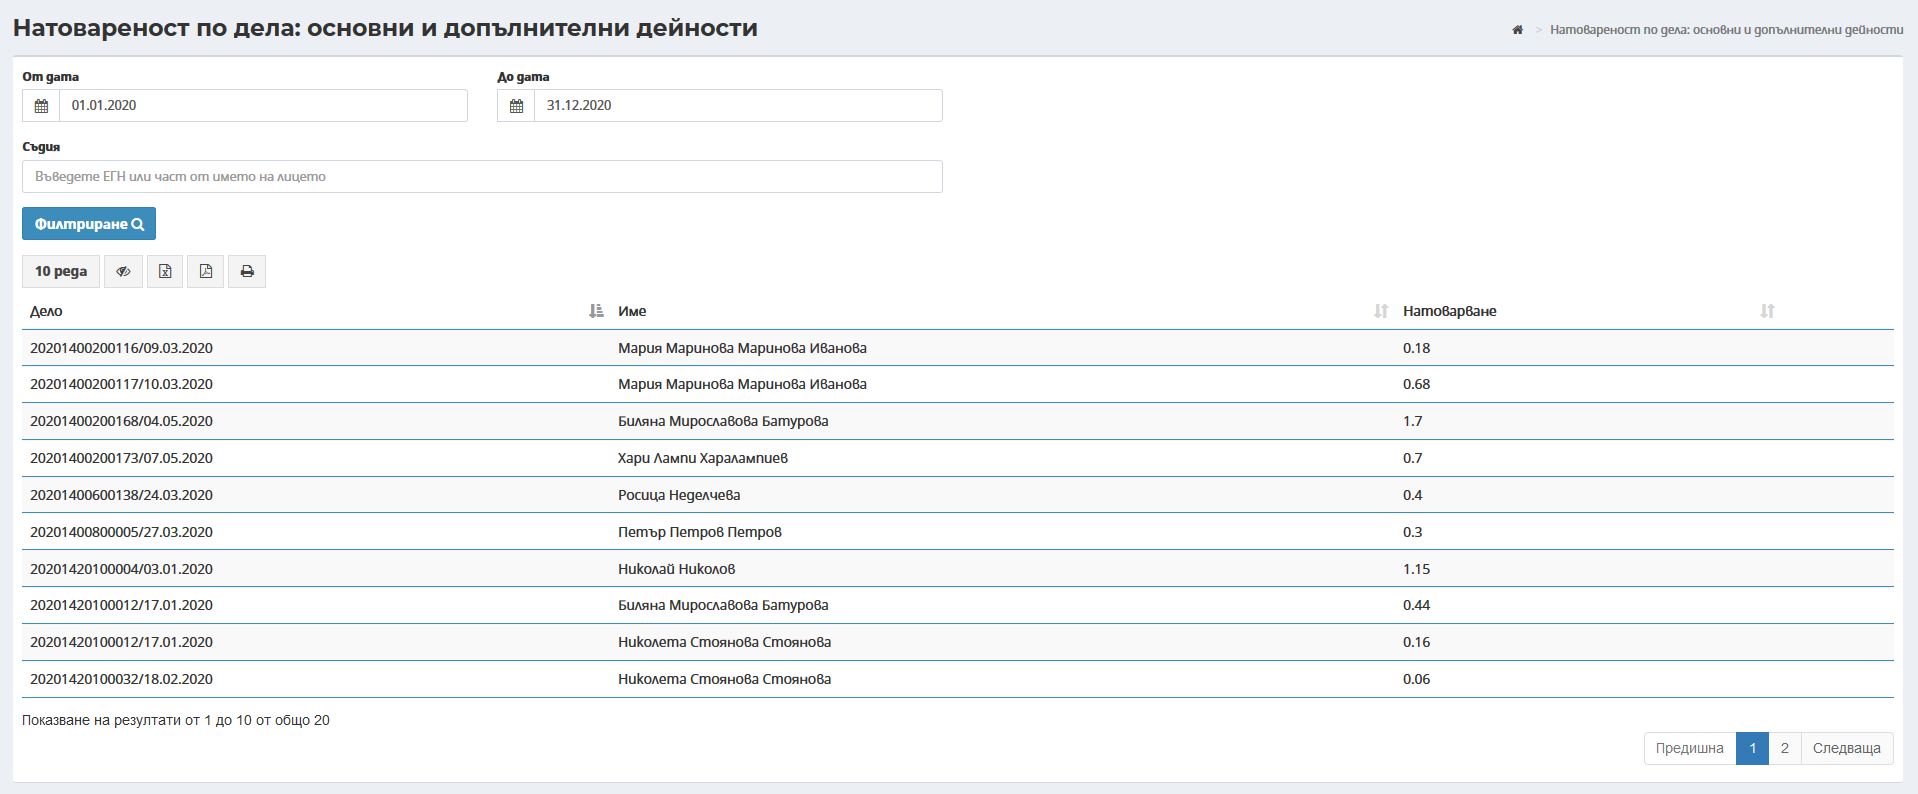 Натовареност по дела: основни и допълнителни дейности
> Натовареност по дела: основни и допълнителни дейности
От дата До дата
01.01.2020 31.12.2020
Съдия
Въведете ЕГН или част от името на лицето
Филтриране
10 реда
Дело Име Натоварване
20201400200116/09.03.2020 Мария Маринова Маринова Иванова 0.18
20201400200117/10.03.2020 Мария Маринова Маринова Иванова 0.68
20201400200168/04.05.2020 Биляна Мирославова Батурова 1.7
20201400200173/07.05.2020 Хари Лампи Харалампиев 0.7
20201400600138/24.03.2020 Росица Неделчева 0.4
20201400800005/27.03.2020 Петър Петров Петров 0.3
20201420100004/03.01.2020 Николай Николов 1.15
20201420100012/17.01.2020 Биляна Мирославова Батурова 0.44
20201420100012/17.01.2020 Николета Стоянова Стоянова 0.16
20201420100032/18.02.2020 Николета Стоянова Стоянова 0.06
Показване на резултати от 1 до 10 от общо 20
Предишна 1 2 Следваща